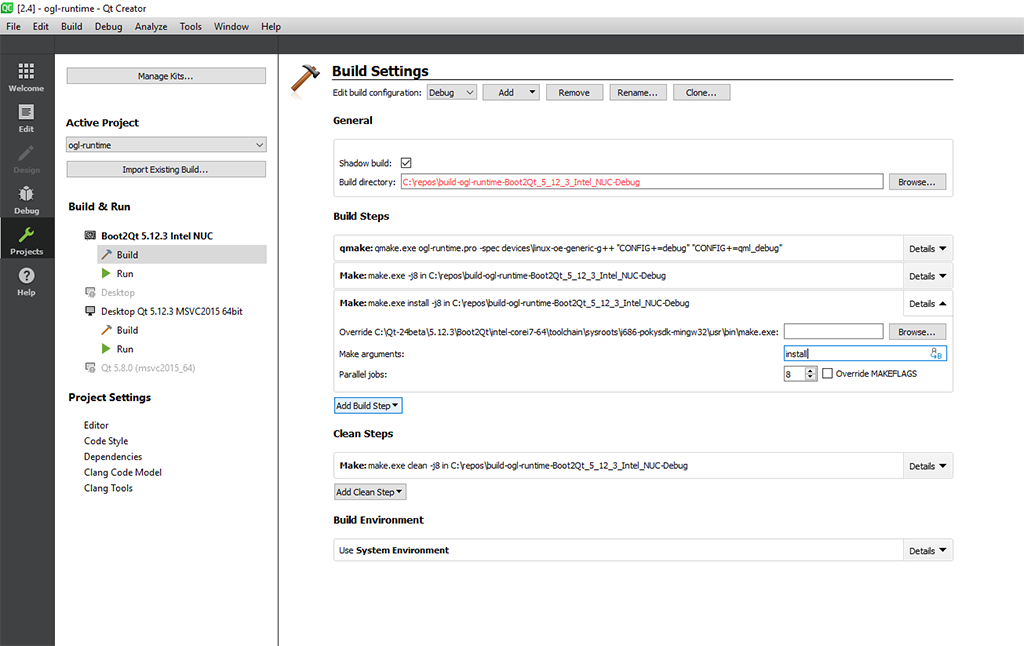 QC [2.4] - ogl-runtime - Qt Creator
File Edit Build Debug Analyze Tools Window Help
Welcome
Edit
Design
Debug
Projects
Help
Manage Kits...
Active Project
ogl-runtime
Import Existing Build...
Build & Run
Boot2Qt 5.12.3 Intel NUC
Build
Run
Desktop
Desktop Qt 5.12.3 MSVC2015 64bit
Build
Run
Qt 5.8.0 (msvc2015_64)
Project Settings
Editor
Code Style
Dependencies
Clang Code Model
Clang Tools
Build Settings
Edit build configuration: Debug Add Remove Rename... Clone...
General
Shadow build:
Build directory: C:\repos\build-ogl-runtime-Boot2Qt_5_12_3_Intel_NUC-Debug Browse...
Build Steps
qmake: qmake.exe ogl-runtime.pro -spec devices\linux-oe-generic-g++ "CONFIG+=debug" "CONFIG+=qml_debug" Details
Make: make.exe -j8 in C:\repos\build-ogl-runtime-Boot2Qt_5_12_3_Intel_NUC-Debug Details
Make: make.exe install -j8 in C:\repos\build-ogl-runtime-Boot2Qt_5_12_3_Intel_NUC-Debug Details
Override C:\Qt-24beta\5.12.3\Boot2Qt\intel-corei7-64\toolchain\sysroots\i686-pokysdk-mingw32\usr\bin\make.exe: Browse...
Make arguments: install
Parallel jobs: 8 Override MAKEFLAGS
Add Build Step
Clean Steps
Make: make.exe clean -j8 in C:\repos\build-ogl-runtime-Boot2Qt_5_12_3_Intel_NUC-Debug Details
Add Clean Step
Build Environment
Use System Environment Details